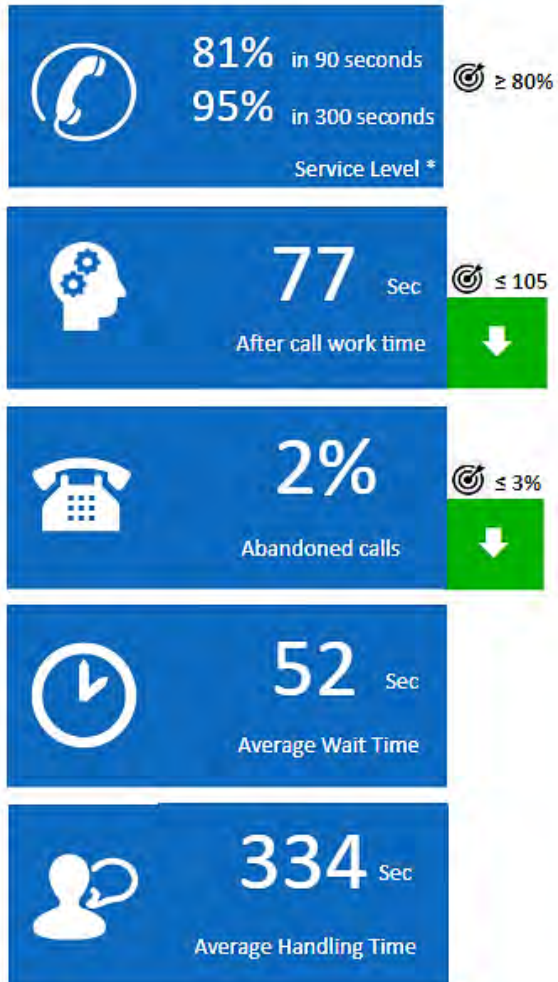 81% in 90 seconds
≥ 80%
95% in 300 seconds
Service Level *
77 Sec
≤ 105
After call work time
2%
≤ 3%
Abandoned calls
52 Sec
Average Wait Time
334 Sec
Average Handling Time